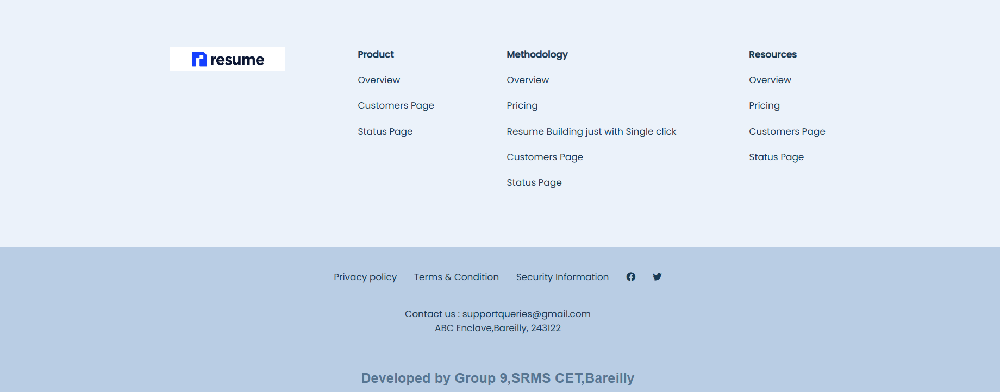 resume
Product
Overview
Customers Page
Status Page
Methodology
Overview
Pricing
Resume Building just with Single click
Customers Page
Status Page
Resources
Overview
Pricing
Customers Page
Status Page
Privacy policy Terms & Condition Security Information
Contact us : supportqueries@gmail.com
ABC Enclave,Bareilly, 243122
Developed by Group 9,SRMS CET,Bareilly